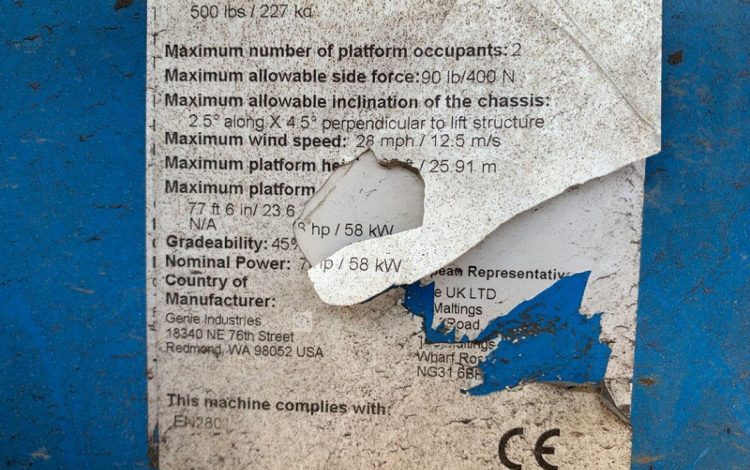 500 lbs / 227 kg
Maximum number of platform occupants: 2
Maximum allowable side force: 90 lb/400 N
Maximum allowable inclination of the chassis:
2.5° along X 4.5° perpendicular to lift structure
Maximum wind speed: 28 mph / 12.5 m/s
Maximum platform / 25.91 m
Maximum platform
77 ft 6 in/ 23.6
N/A
hp / 58 kW
Gradeability: 45%
Nominal Power: hp / 58 kW
Country of
Manufacturer:
Genie Industries
18340 NE 76th Street
Redmond, WA 98052 USA
Representativ
UK LTD
Maltings
Road
Wharf
NG31
This machine complies with:
EN280
CE